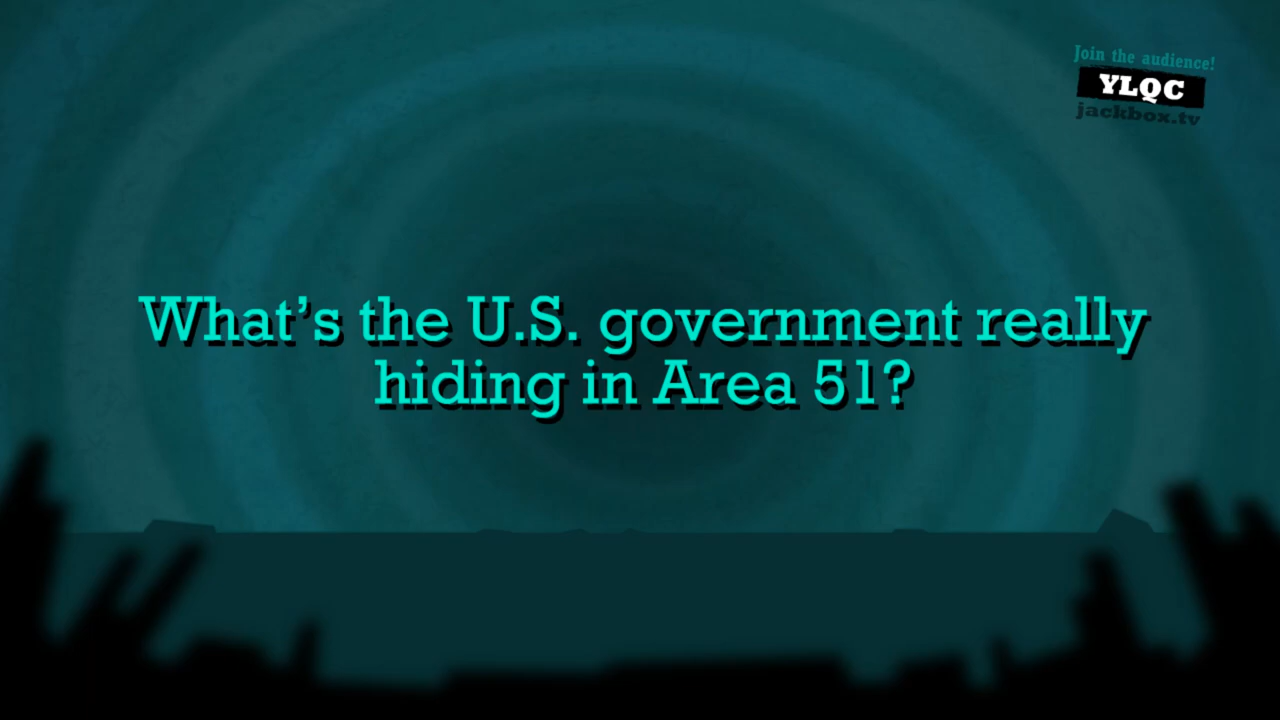 Join the audience!
YLQC
jackbox.tv
What's the U.S. government really
hiding in Area 51?